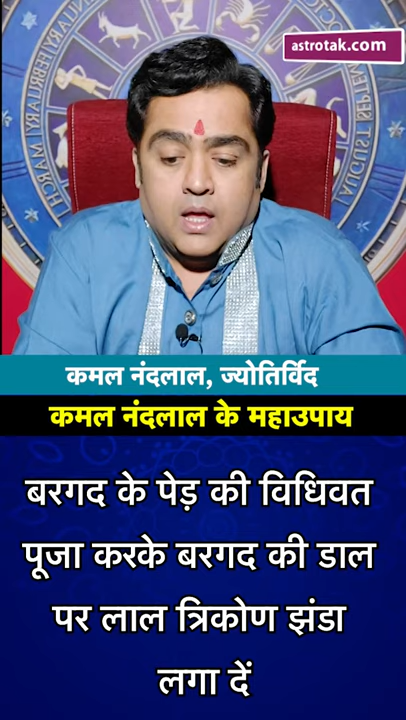 astrotak.com
कमल नंदलाल, ज्योतिर्विद
कमल नंदलाल के महाउपाय
बरगद के पेड़ की विधिवत
पूजा करके बरगद की डाल
पर लाल त्रिकोण झंडा
लगा दें